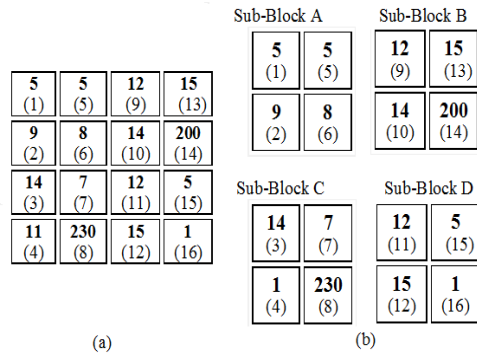 5 5 12 15
(1) (5) (9) (13)
9 8 14 200
(2) (6) (10) (14)
14 7 12 5
(3) (7) (11) (15)
11 230 15 1
(4) (8) (12) (16)
(a)
Sub-Block A
5 5
(1) (5)
9 8
(2) (6)
Sub-Block B
12 15
(9) (13)
14 200
(10) (14)
Sub-Block C
14 7
(3) (7)
1 230
(4) (8)
Sub-Block D
12 5
(11) (15)
15 1
(12) (16)
(b)